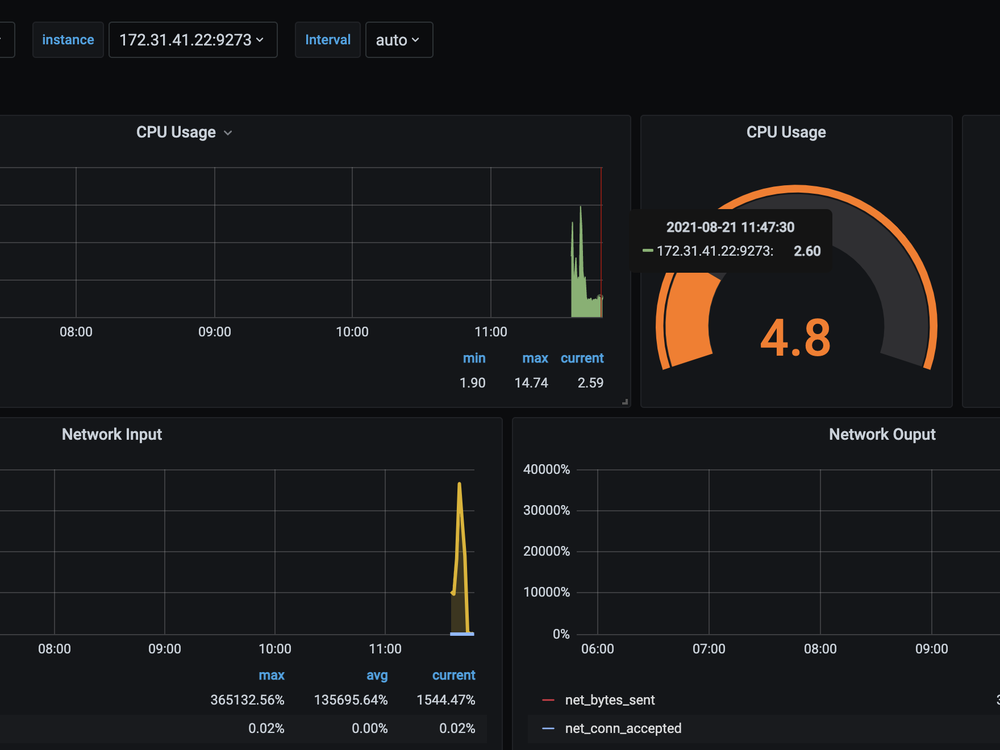 instance 172.31.41.22:9273 Interval auto
CPU Usage
08:00 09:00 10:00 11:00
min max current
1.90 14.74 2.59
CPU Usage
2021-08-21 11:47:30
172.31.41.22:9273: 2.60
4.8
Network Input
08:00 09:00 10:00 11:00
max avg current
365132.56% 135695.64% 1544.47%
0.02% 0.00% 0.02%
Network Ouput
40000%
30000%
20000%
10000%
0%
06:00 07:00 08:00 09:00
net_bytes_sent
net_conn_accepted